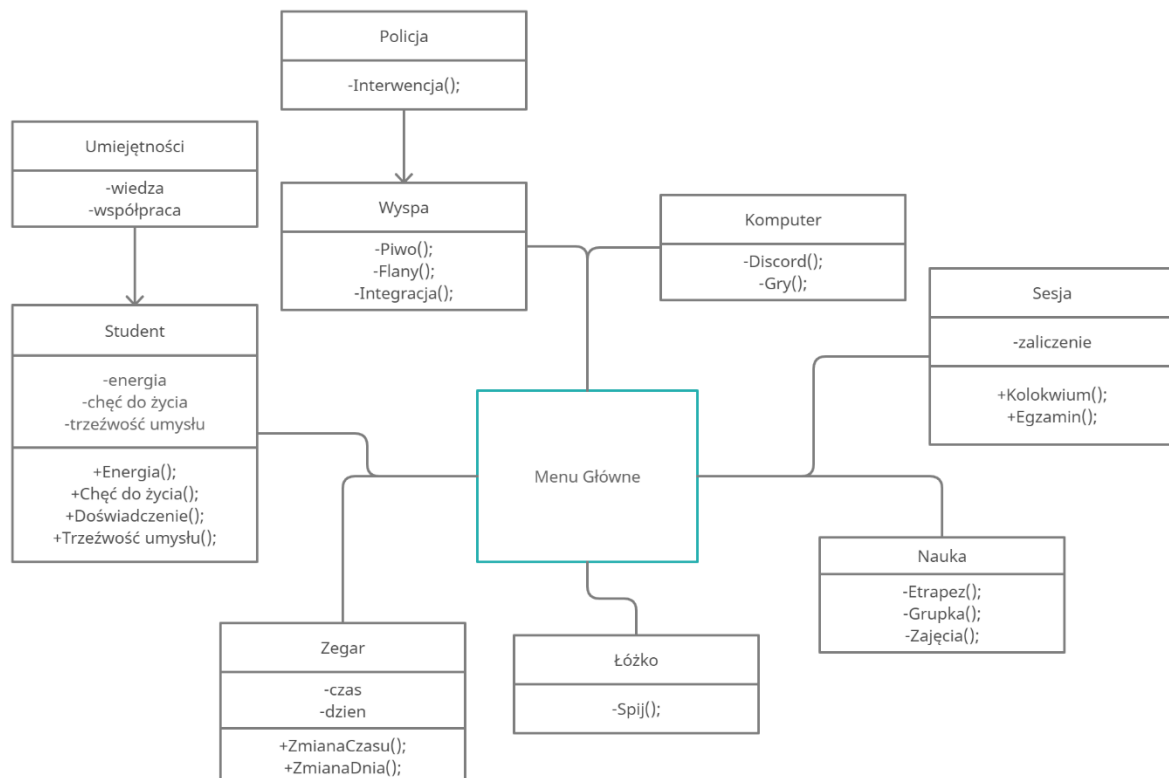 Policja
-Interwencja();
Umiejętności
-wiedza
-współpraca
Wyspa
-Piwo();
-Flany();
-Integracja();
Komputer
-Discord();
-Gry();
Sesja
-zaliczenie
+Kolokwium();
+Egzamin();
Student
-energia
-chęć do życia
-trzeźwość umysłu
+Energia();
+Chęć do życia();
+Doświadczenie();
+Trzeźwość umysłu();
Menu Główne
Nauka
-Etrapez();
-Grupka();
-Zajęcia();
Zegar
-czas
-dzien
+ZmianaCzasu();
+ZmianaDnia();
Łóżko
-Spij();